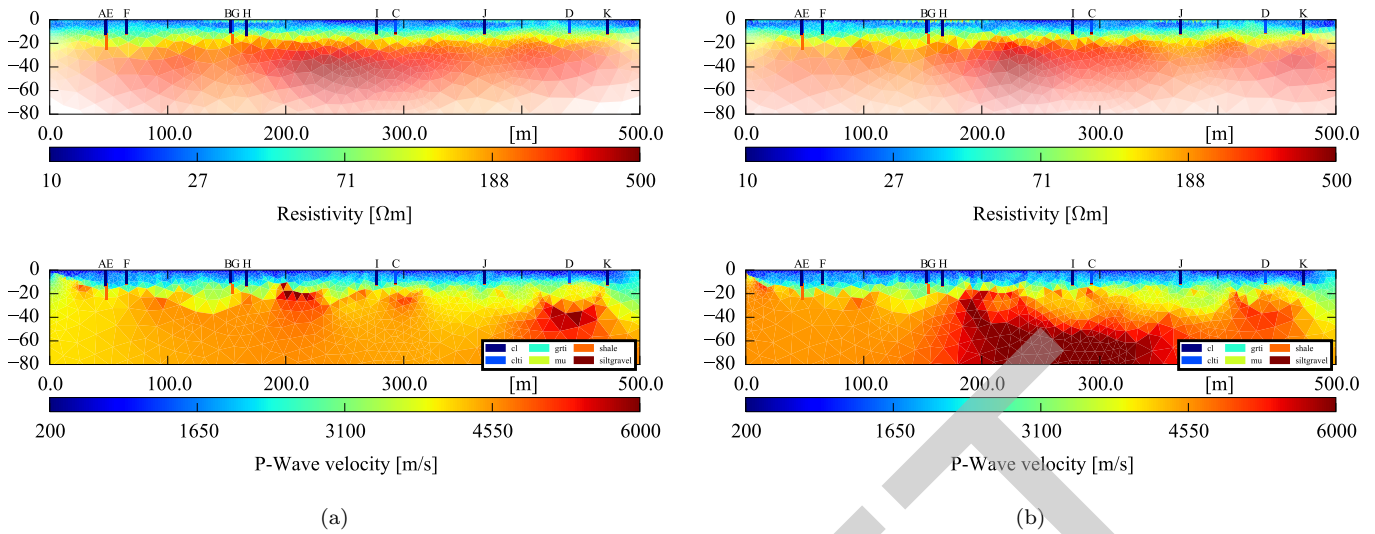 AE F BG H I C J D K
0
−20
−40
−60
−80
0.0 100.0 200.0 300.0 [m] 500.0
10 27 71 188 500
Resistivity [Ωm]
AE F BG H I C J D K
0
−20
−40
−60
−80
cl grti shale
clti mu siltgravel
0.0 100.0 200.0 300.0 [m] 500.0
200 1650 3100 4550 6000
P-Wave velocity [m/s]
(a)
AE F BG H I C J D K
0
−20
−40
−60
−80
0.0 100.0 200.0 300.0 [m] 500.0
10 27 71 188 500
Resistivity [Ωm]
AE F BG H I C J D K
0
−20
−40
−60
−80
cl grti shale
clti mu siltgravel
0.0 100.0 200.0 300.0 [m] 500.0
200 1650 3100 4550 6000
P-Wave velocity [m/s]
(b)